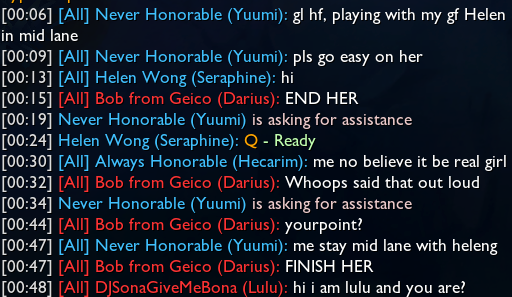 [00:06] [All] Never Honorable (Yuumi): gl hf, playing with my gf Helen
in mid lane
[00:09] [All] Never Honorable (Yuumi): pls go easy on her
[00:13] [All] Helen Wong (Seraphine): hi
[00:15] [All] Bob from Geico (Darius): END HER
[00:19] Never Honorable (Yuumi) is asking for assistance
[00:24] Helen Wong (Seraphine): Q - Ready
[00:30] [All] Always Honorable (Hecarim): me no believe it be real girl
[00:32] [All] Bob from Geico (Darius): Whoops said that out loud
[00:34] Never Honorable (Yuumi) is asking for assistance
[00:44] [All] Bob from Geico (Darius): yourpoint?
[00:47] [All] Never Honorable (Yuumi): me stay mid lane with heleng
[00:47] [All] Bob from Geico (Darius): FINISH HER
[00:48] [All] DJSonaGiveMeBona (Lulu): hi i am lulu and you are?